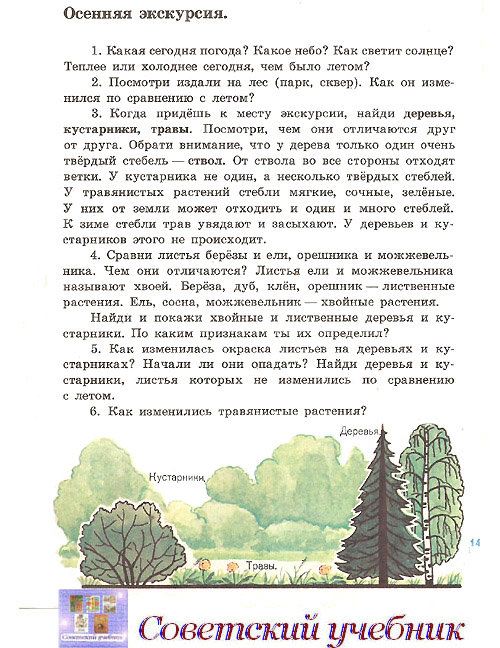 Осенняя экскурсия.
1. Какая сегодня погода? Какое небо? Как светит солнце?
Теплее или холоднее сегодня, чем было летом?
2. Посмотри издали на лес (парк, сквер). Как он изме-
нился по сравнению с летом?
3. Когда придёшь к месту экскурсии, найди деревья,
кустарники, травы. Посмотри, чем они отличаются друг
от друга. Обрати внимание, что у дерева только один очень
твёрдый стебель — ствол. От ствола во все стороны отходят
ветки. У кустарника не один, а несколько твёрдых стеблей.
У травянистых растений стебли мягкие, сочные, зелёные.
У них от земли может отходить и один и много стеблей.
К зиме стебли трав увядают и засыхают. У деревьев и ку-
старников этого не происходит.
4. Сравни листья берёзы и ели, орешника и можжевель-
ника. Чем они отличаются? Листья ели и можжевельника
называют хвоей. Берёза, дуб, клён, орешник — лиственные
растения. Ель, сосна, можжевельник — хвойные растения.
Найди и покажи хвойные и лиственные деревья и ку-
старники. По каким признакам ты их определил?
5. Как изменилась окраска листьев на деревьях и ку-
старниках? Начали ли они опадать? Найди деревья и ку-
старники, листья которых не изменились по сравнению
с летом.
6. Как изменились травянистые растения?
Деревья.
Кустарники.
Травы.
14
Советский учебник
Советский учебник